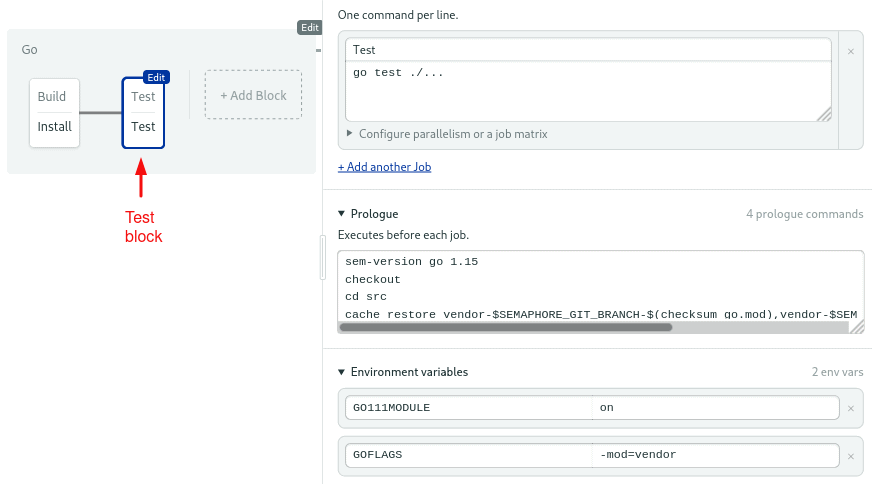 Edit
Go
Edit
Build
Install
Test
Test
+ Add Block
Test
block
One command per line.
Test
×
go test ./...
Configure parallelism or a job matrix
+ Add another Job
Prologue
4 prologue commands
Executes before each job.
sem-version go 1.15
checkout
cd src
cache restore vendor-$SEMAPHORE_GIT_BRANCH-$(checksum go.mod),vendor-$SEM
Environment variables
2 env vars
GO111MODULE on ×
GOFLAGS -mod=vendor ×